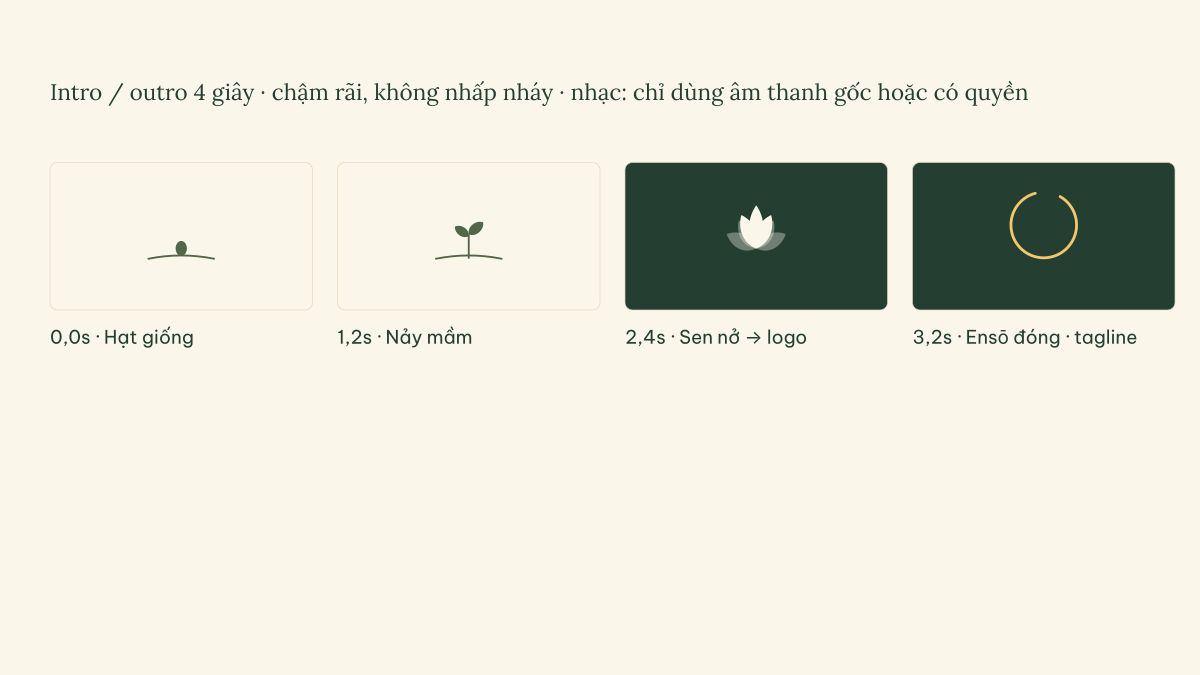 Intro / outro 4 giây · chậm rãi, không nhấp nháy · nhạc: chỉ dùng âm thanh gốc hoặc có quyền
0,0s · Hạt giống
1,2s · Nảy mầm
2,4s · Sen nở → logo
3,2s · Ensō đóng · tagline